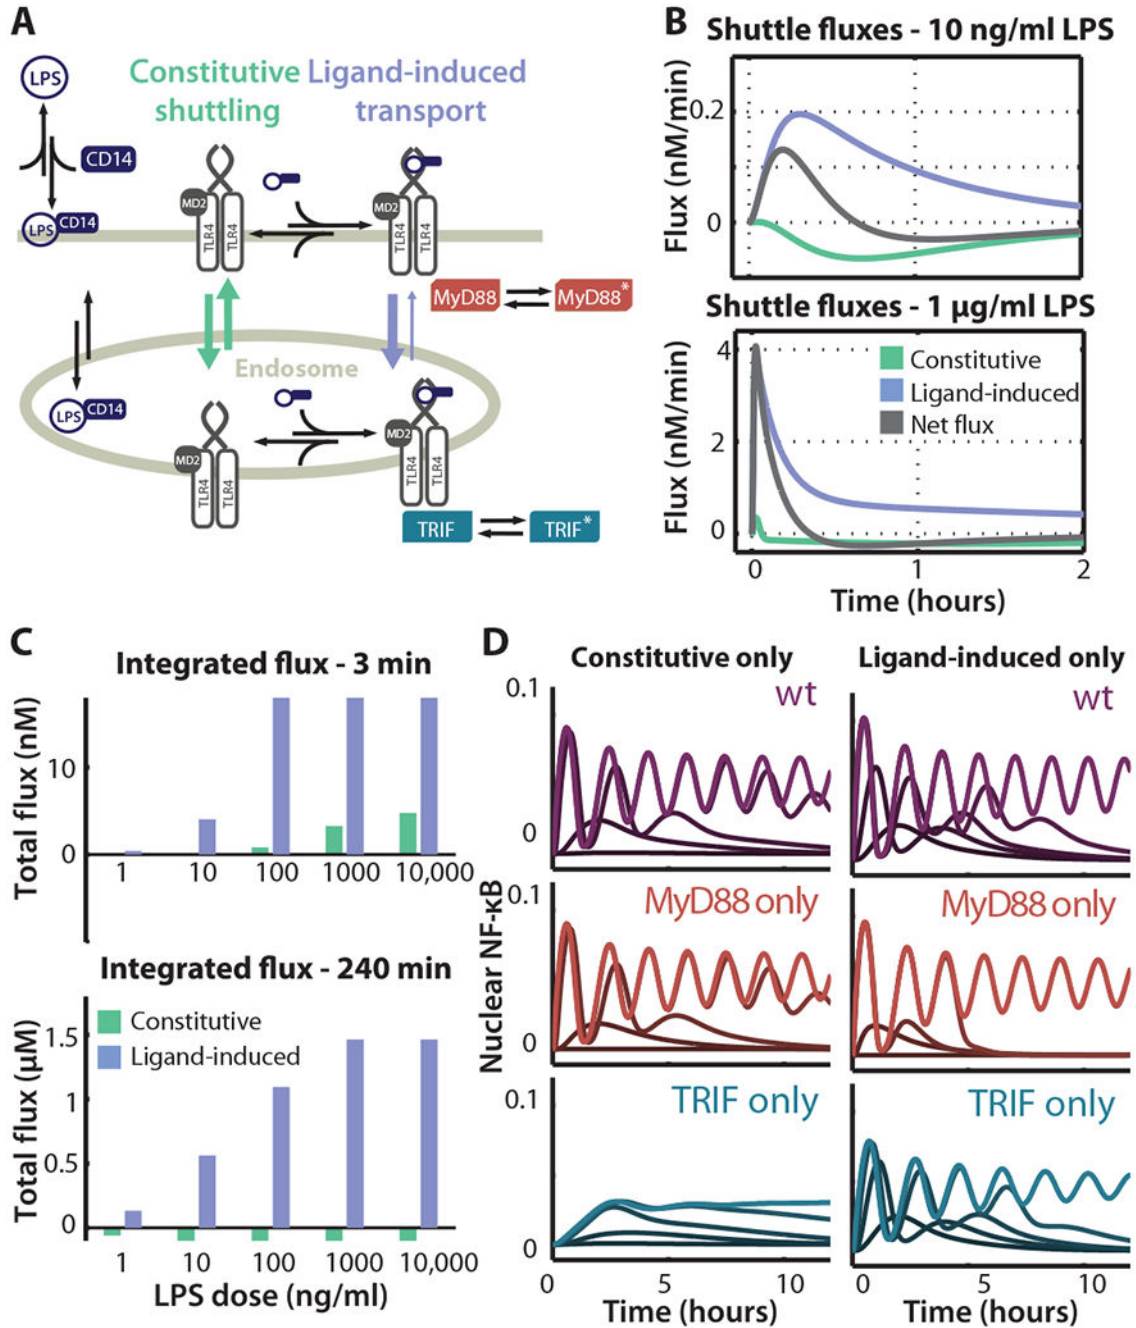 A
LPS
CD14
LPS
CD14
Constitutive
shuttling
Ligand-induced
transport
MD2
TLR4
TLR4
MD2
TLR4
TLR4
MyD88
MyD88*
Endosome
LPS
CD14
MD2
TLR4
TLR4
MD2
TLR4
TLR4
TRIF
TRIF*
B
Shuttle fluxes - 10 ng/ml LPS
Flux (nM/min)
0.2
0
Shuttle fluxes - 1 µg/ml LPS
Flux (nM/min)
4
2
0
Constitutive
Ligand-induced
Net flux
0
1
2
Time (hours)
C
Integrated flux - 3 min
Total flux (nM)
10
0
1
10
100
1000
10,000
Integrated flux - 240 min
Constitutive
Ligand-induced
Total flux (µM)
1.5
1
0.5
0
1
10
100
1000
10,000
LPS dose (ng/ml)
D
Constitutive only
Ligand-induced only
Nuclear NF-κB
0.1
0
wt
wt
0.1
0
MyD88 only
MyD88 only
0.1
0
TRIF only
TRIF only
0
5
10
0
5
10
Time (hours)
Time (hours)